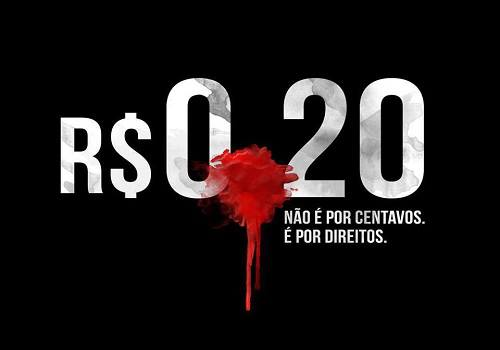 R$ 0,20
NÃO É POR CENTAVOS.
É POR DIREITOS.